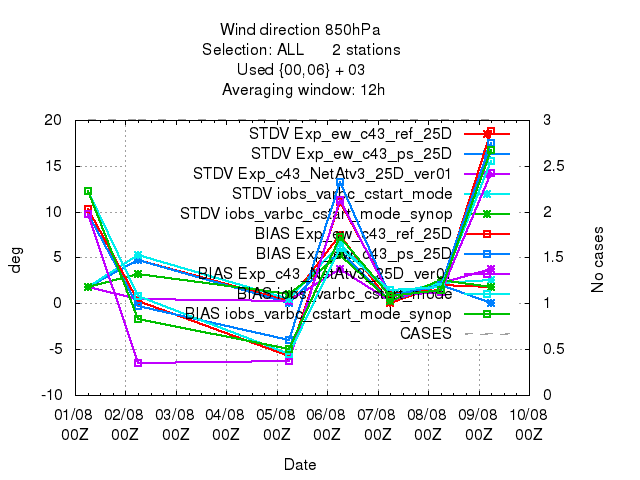 Wind direction 850hPa
Selection: ALL 2 stations
Used {00,06} + 03
Averaging window: 12h
20
15
10
5
0
-5
-10
deg
3
2.5
2
1.5
1
0.5
0
No cases
STDV Exp_ew_c43_ref_25D
STDV Exp_ew_c43_ps_25D
STDV Exp_c43_NetAtv3_25D_ver01
STDV iobs_varbc_cstart_mode
STDV iobs_varbc_cstart_mode_synop
BIAS Exp_ew_c43_ref_25D
BIAS Exp_ew_c43_ps_25D
BIAS Exp_c43_NetAtv3_25D_ver01
BIAS iobs_varbc_cstart_mode
BIAS iobs_varbc_cstart_mode_synop
CASES
01/08 02/08 03/08 04/08 05/08 06/08 07/08 08/08 09/08 10/08
00Z 00Z 00Z 00Z 00Z 00Z 00Z 00Z 00Z 00Z
Date